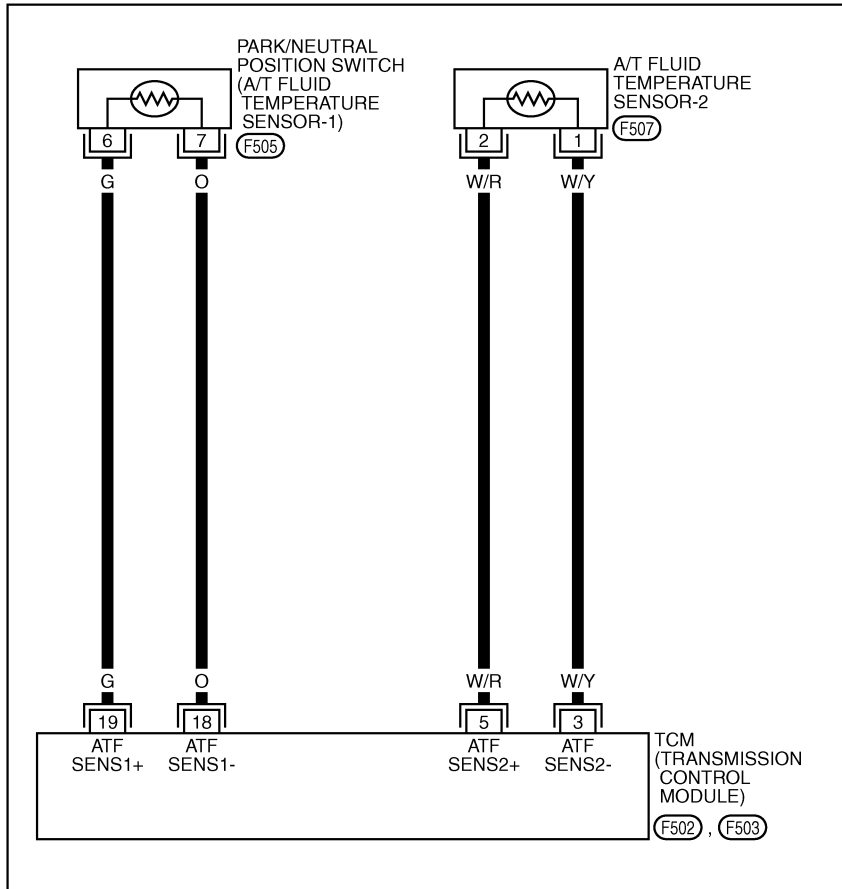 PARK/NEUTRAL
POSITION SWITCH
(A/T FLUID
TEMPERATURE
SENSOR-1)
F505
A/T FLUID
TEMPERATURE
SENSOR-2
F507
6 7 2 1
G O W/R W/Y
G O W/R W/Y
19 18 5 3
ATF ATF ATF ATF
SENS1+ SENS1- SENS2+ SENS2-
TCM
(TRANSMISSION
CONTROL
MODULE)
F502 , F503